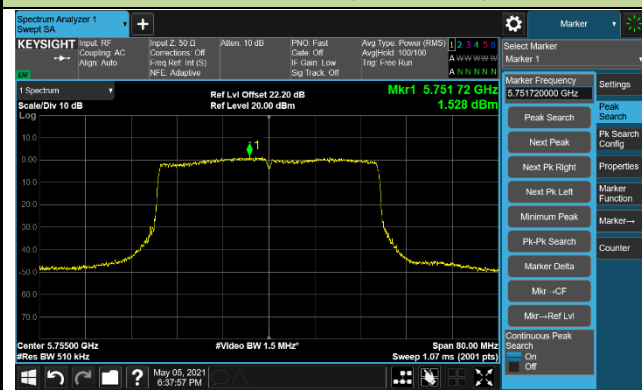 Spectrum Analyzer 1
Swept SA
Marker
KEYSIGHT
Input: RF
Coupling: AC
Align: Auto
Input Z: 50 Ω
Corrections: Off
Freq Ref: Int (S)
NFE: Adaptive
Atten: 10 dB
PNO: Fast
Gate: Off
IF Gain: Low
Sig Track: Off
Avg Type: Power (RMS)
Avg|Hold: 100/100
Trig: Free Run
1 2 3 4 5 6
A W W W W W
A N N N N N
LXI
Select Marker
Marker 1
1 Spectrum
Scale/Div 10 dB
Log
Ref Lvl Offset 22.20 dB
Ref Level 20.00 dBm
Mkr1 5.751 72 GHz
1.528 dBm
10.0
0.00
10.0
20.0
30.0
40.0
50.0
60.0
70.0
1
Center 5.75500 GHz
#Res BW 510 kHz
#Video BW 1.5 MHz*
Span 80.00 MHz
Sweep 1.07 ms (2001 pts)
Marker Frequency
5.751720000 GHz
Peak Search
Next Peak
Next Pk Right
Next Pk Left
Minimum Peak
Pk-Pk Search
Marker Delta
Mkr→CF
Mkr→Ref Lvl
Continuous Peak
Search
On
Off
Settings
Peak
Search
Pk Search
Config
Properties
Marker
Function
Marker→
Counter
May 05, 2021
6:37:57 PM